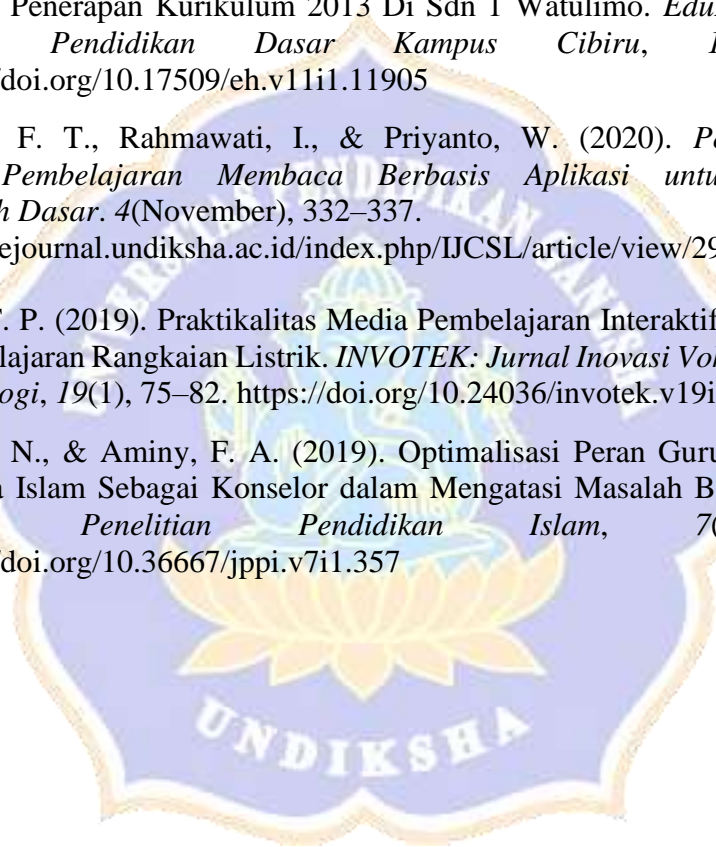 Penerapan Kurikulum 2013 Di Sdn 1 Watulimo.
Pendidikan Dasar Kampus Cibiru,
/doi.org/10.17509/eh.v11i1.11905
F. T., Rahmawati, I., & Priyanto, W. (2020).
Pembelajaran Membaca Berbasis Aplikasi
h Dasar. 4(November), 332–337.
ejournal.undiksha.ac.id/index.php/IJCSL/article/view/29
. P. (2019). Praktikalitas Media Pembelajaran Interaktif
lajaran Rangkaian Listrik. INVOTEK: Jurnal Inovasi
ogi, 19(1), 75–82. https://doi.org/10.24036/invotek.v19i
N., & Aminy, F. A. (2019). Optimalisasi Peran Guru
Islam Sebagai Konselor dalam Mengatasi Masalah B
Penelitian Pendidikan Islam, 7(
/doi.org/10.36667/jppi.v7i1.357
UNIVERSITAS PENDIDIKAN GANESHA
UNDIKSHA